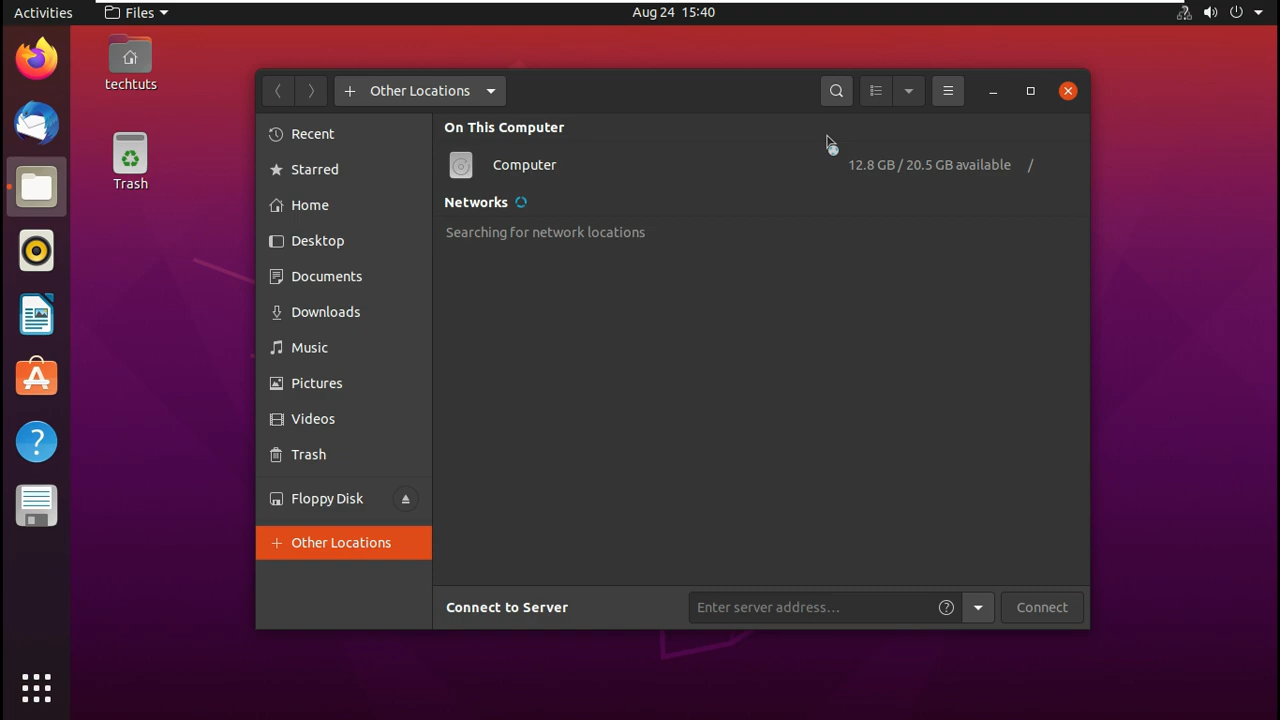 Activities
Files
Aug 24 15:40
techtuts
Trash
Other Locations
Recent
Starred
Home
Desktop
Documents
Downloads
Music
Pictures
Videos
Trash
Floppy Disk
+ Other Locations
On This Computer
Computer
12.8 GB / 20.5 GB available /
Networks
Searching for network locations
Connect to Server
Enter server address…
?
Connect